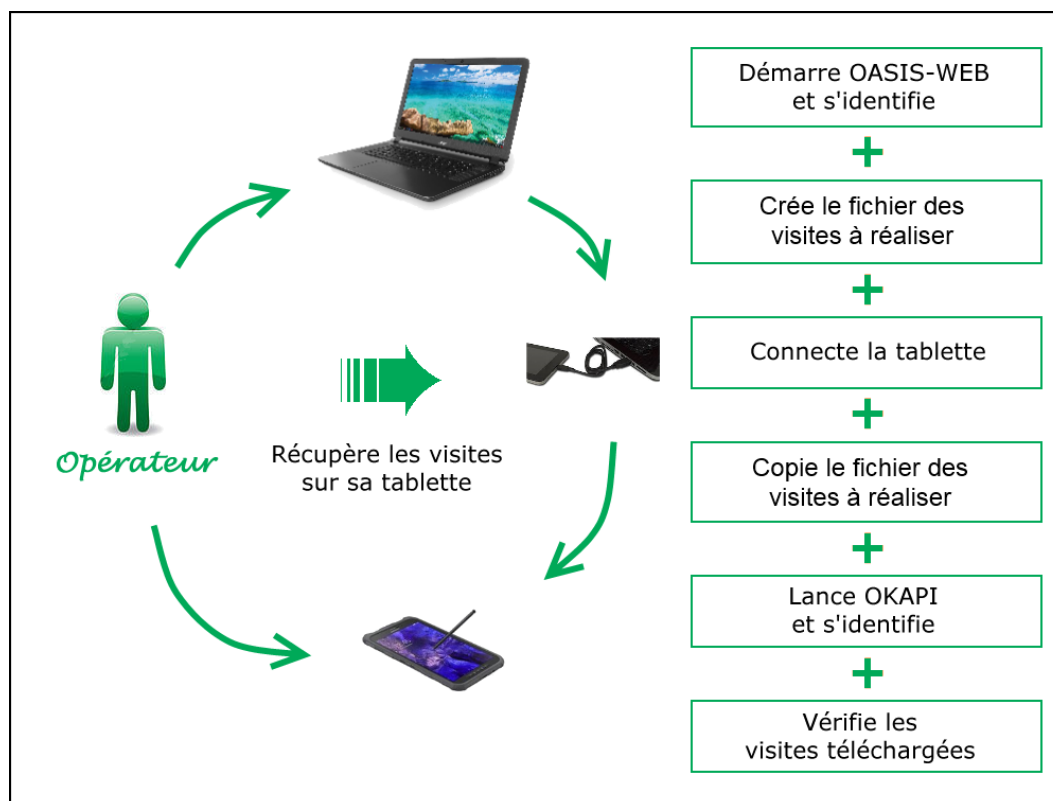 Opérateur
Récupère les visites
sur sa tablette
Démarre OASIS-WEB
et s'identifie
+
Crée le fichier des
visites à réaliser
+
Connecte la tablette
+
Copie le fichier des
visites à réaliser
+
Lance OKAPI
et s'identifie
+
Vérifie les
visites téléchargées